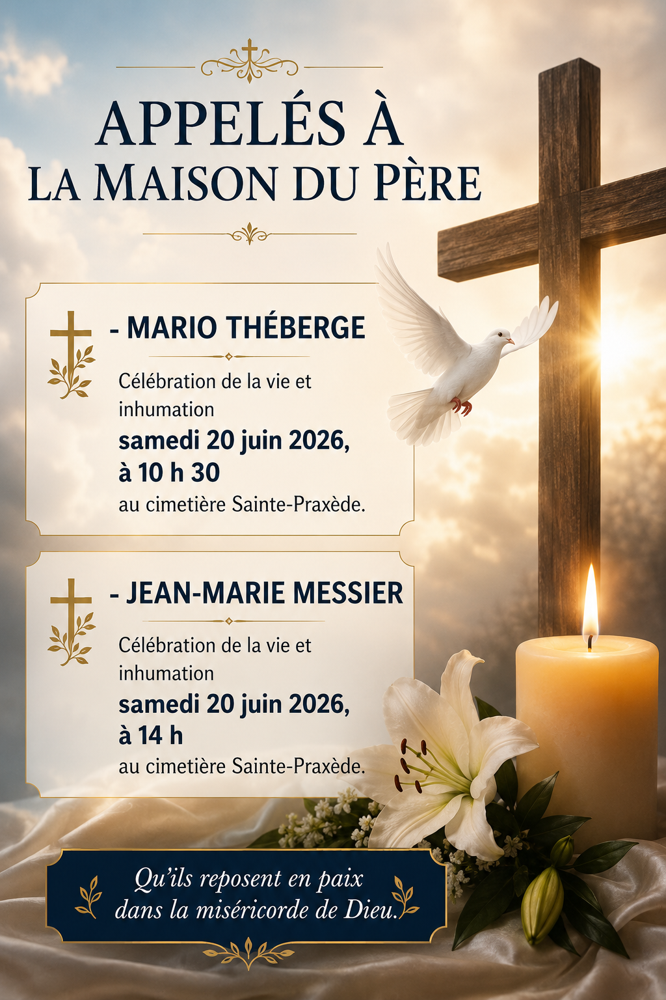 APPELÉS À
LA MAISON DU PÈRE
- MARIO THÉBERGE
Célébration de la vie et
inhumation
samedi 20 juin 2026,
à 10 h 30
au cimetière Sainte-Praxède.
- JEAN-MARIE MESSIER
Célébration de la vie et
inhumation
samedi 20 juin 2026,
à 14 h
au cimetière Sainte-Praxède.
Qu’ils reposent en paix
dans la miséricorde de Dieu.